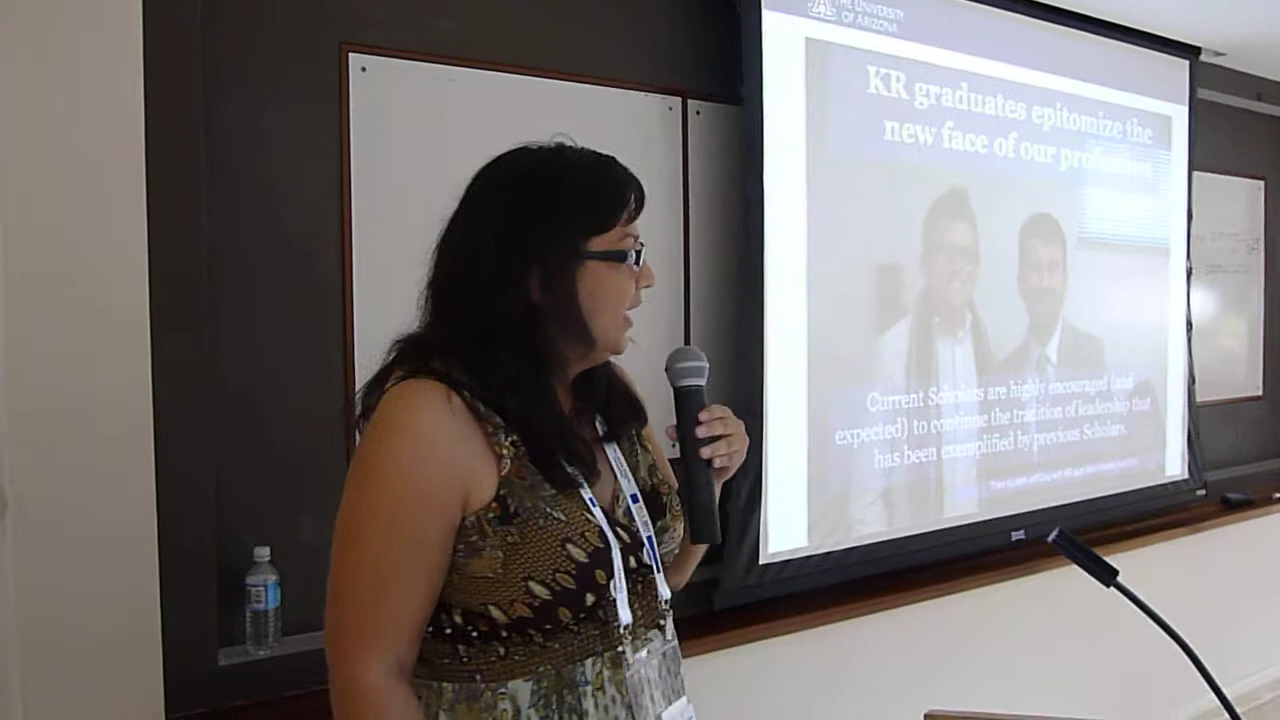 THE UNIVERSITY
OF ARIZONA
KR graduates epitomize the
new face of our
Current Scholars are highly encouraged (and
expected) to continue the tradition of leadership that
has been exemplified by previous Scholars.